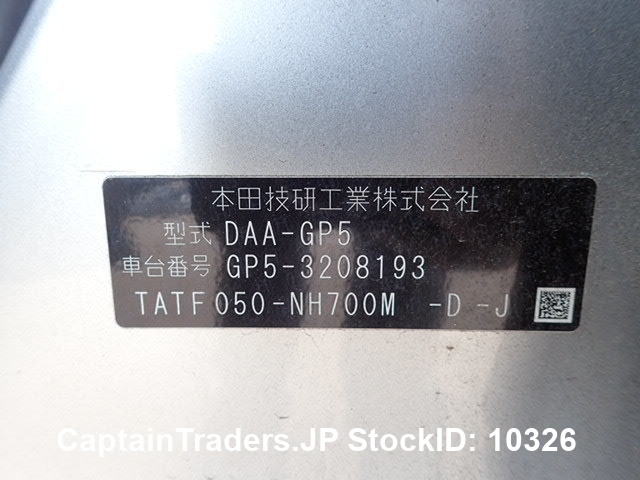 本田技研工業株式会社
型式 DAA-GP5
車台番号 GP5-3208193
TATF050-NH700M -D -J
CaptainTraders.JP StockID: 10326